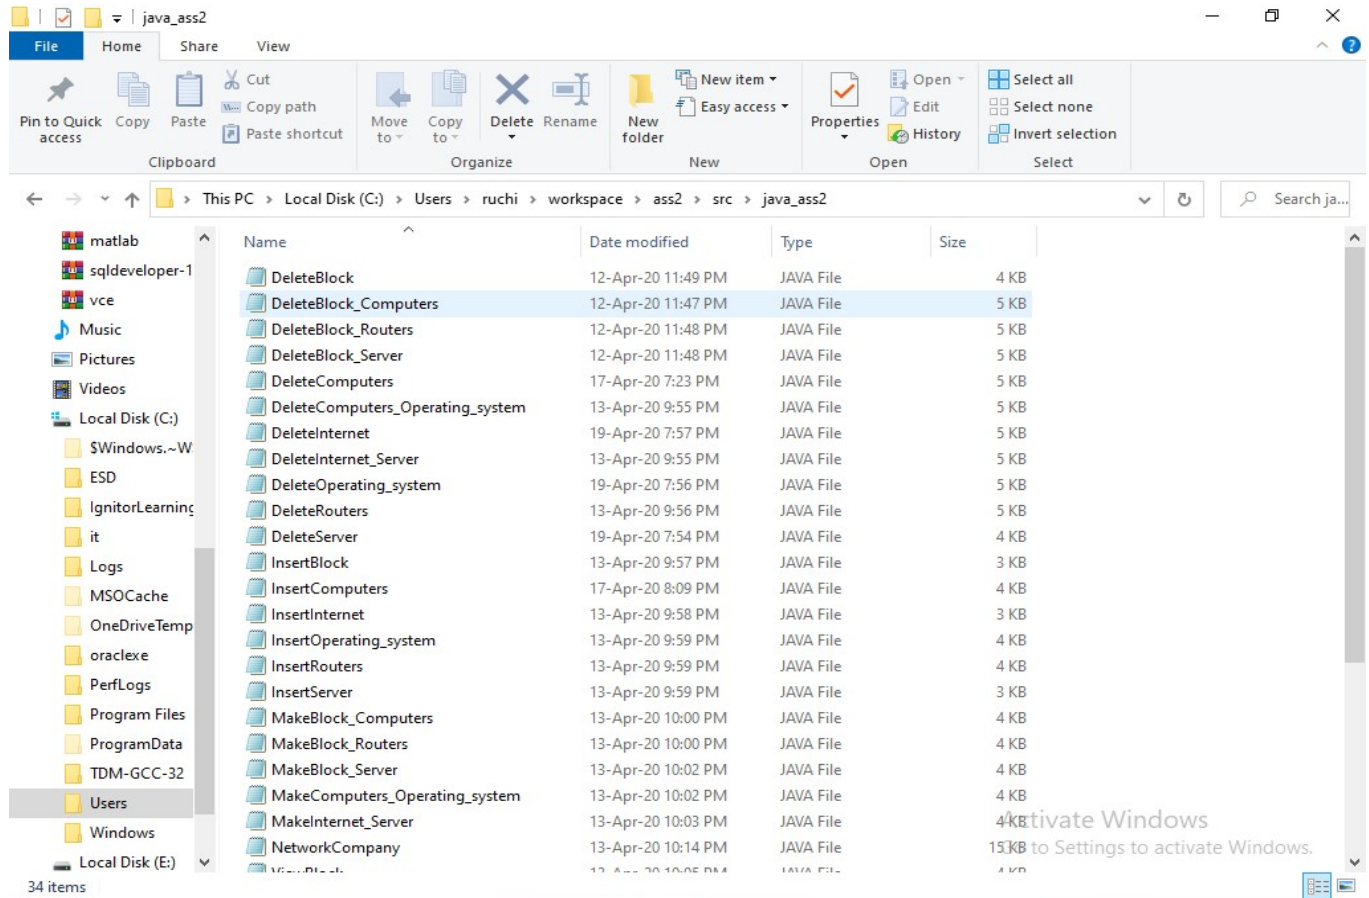 java_ass2
File Home Share View
Pin to Quick access
Copy
Paste
Cut
Copy path
Paste shortcut
Clipboard
Move to
Copy to
Delete
Rename
Organize
New folder
New item
Easy access
New
Properties
Open
Edit
History
Open
Select all
Select none
Invert selection
Select
This PC > Local Disk (C:) > Users > ruchi > workspace > ass2 > src > java_ass2
Search ja...
matlab
sqldeveloper-1
vce
Music
Pictures
Videos
Local Disk (C:)
$Windows.~W
ESD
IgnitorLearning
it
Logs
MSOCache
OneDriveTemp
oraclexe
PerfLogs
Program Files
ProgramData
TDM-GCC-32
Users
Windows
Local Disk (E:)
Name Date modified Type Size
DeleteBlock 12-Apr-20 11:49 PM JAVA File 4 KB
DeleteBlock_Computers 12-Apr-20 11:47 PM JAVA File 5 KB
DeleteBlock_Routers 12-Apr-20 11:48 PM JAVA File 5 KB
DeleteBlock_Server 12-Apr-20 11:48 PM JAVA File 5 KB
DeleteComputers 17-Apr-20 7:23 PM JAVA File 5 KB
DeleteComputers_Operating_system 13-Apr-20 9:55 PM JAVA File 5 KB
DeleteInternet 19-Apr-20 7:57 PM JAVA File 5 KB
DeleteInternet_Server 13-Apr-20 9:55 PM JAVA File 5 KB
DeleteOperating_system 19-Apr-20 7:56 PM JAVA File 5 KB
DeleteRouters 13-Apr-20 9:56 PM JAVA File 5 KB
DeleteServer 19-Apr-20 7:54 PM JAVA File 4 KB
InsertBlock 13-Apr-20 9:57 PM JAVA File 3 KB
InsertComputers 17-Apr-20 8:09 PM JAVA File 4 KB
InsertInternet 13-Apr-20 9:58 PM JAVA File 3 KB
InsertOperating_system 13-Apr-20 9:59 PM JAVA File 4 KB
InsertRouters 13-Apr-20 9:59 PM JAVA File 4 KB
InsertServer 13-Apr-20 9:59 PM JAVA File 3 KB
MakeBlock_Computers 13-Apr-20 10:00 PM JAVA File 4 KB
MakeBlock_Routers 13-Apr-20 10:00 PM JAVA File 4 KB
MakeBlock_Server 13-Apr-20 10:02 PM JAVA File 4 KB
MakeComputers_Operating_system 13-Apr-20 10:02 PM JAVA File 4 KB
MakeInternet_Server 13-Apr-20 10:03 PM JAVA File 4 KB
NetworkCompany 13-Apr-20 10:14 PM JAVA File 15 KB
Activate Windows
Go to Settings to activate Windows.
34 items